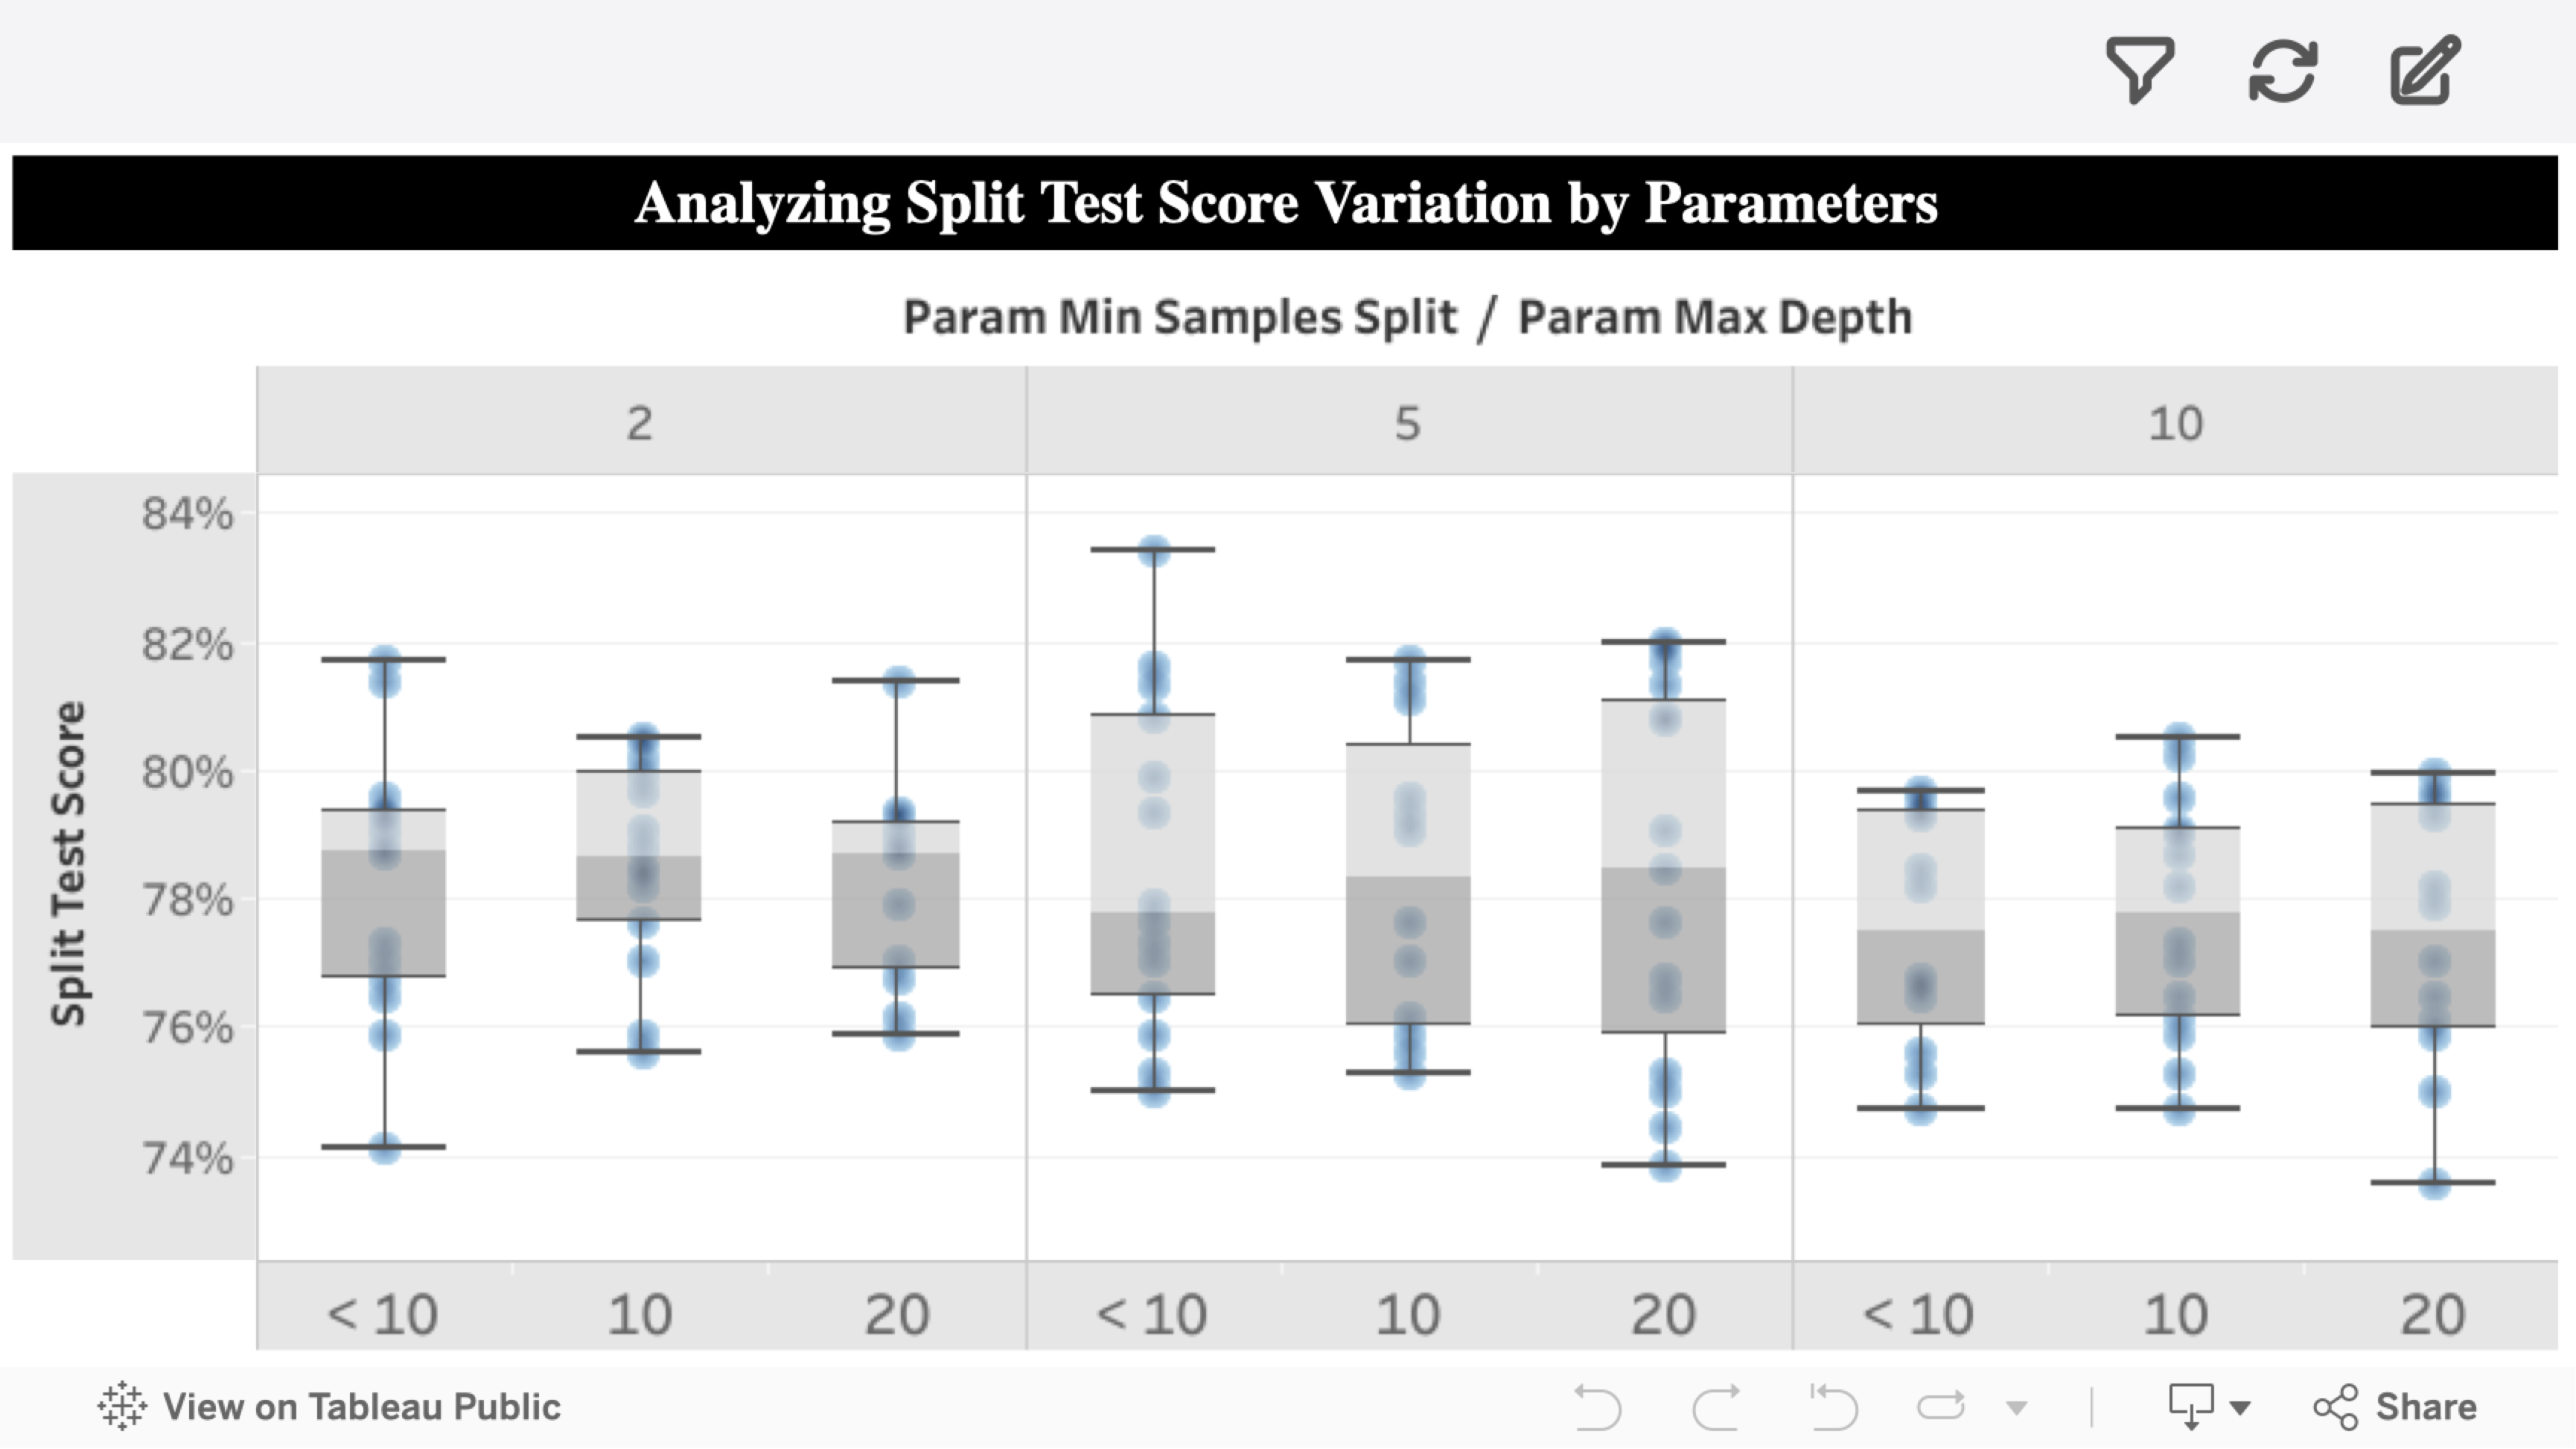 Analyzing Split Test Score Variation by Parameters
Param Min Samples Split / Param Max Depth
2 5 10
Split Test Score
84%
82%
80%
78%
76%
74%
< 10 10 20 < 10 10 20 < 10 10 20
View on Tableau Public Share